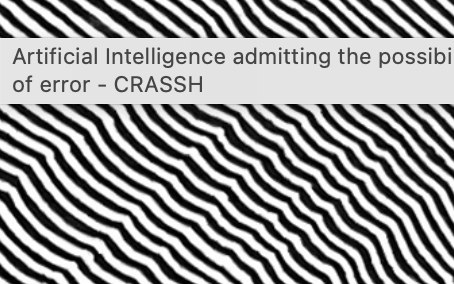 Artificial Intelligence admitting the possibi
of error - CRASSH